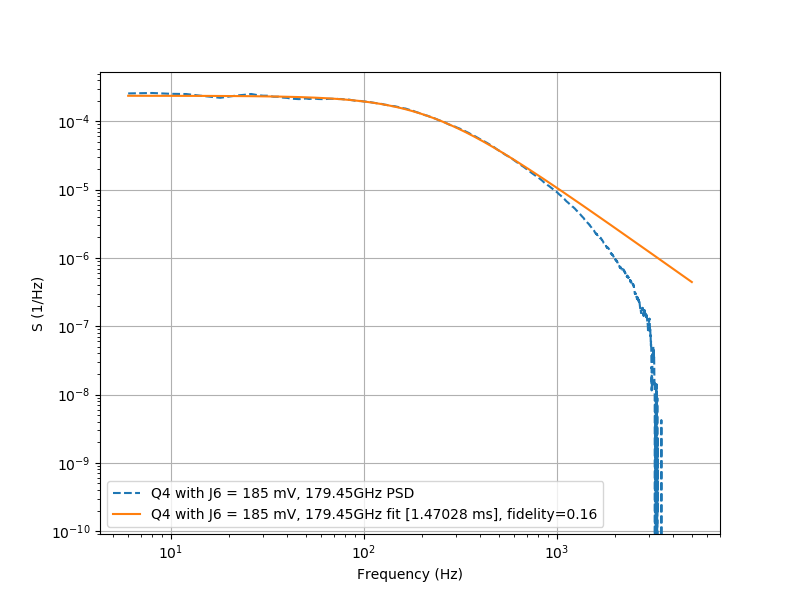 S (1/Hz)
10⁻⁴
10⁻⁵
10⁻⁶
10⁻⁷
10⁻⁸
10⁻⁹
10⁻¹⁰
Q4 with J6 = 185 mV, 179.45GHz PSD
Q4 with J6 = 185 mV, 179.45GHz fit [1.47028 ms], fidelity=0.16
10¹ 10² 10³
Frequency (Hz)